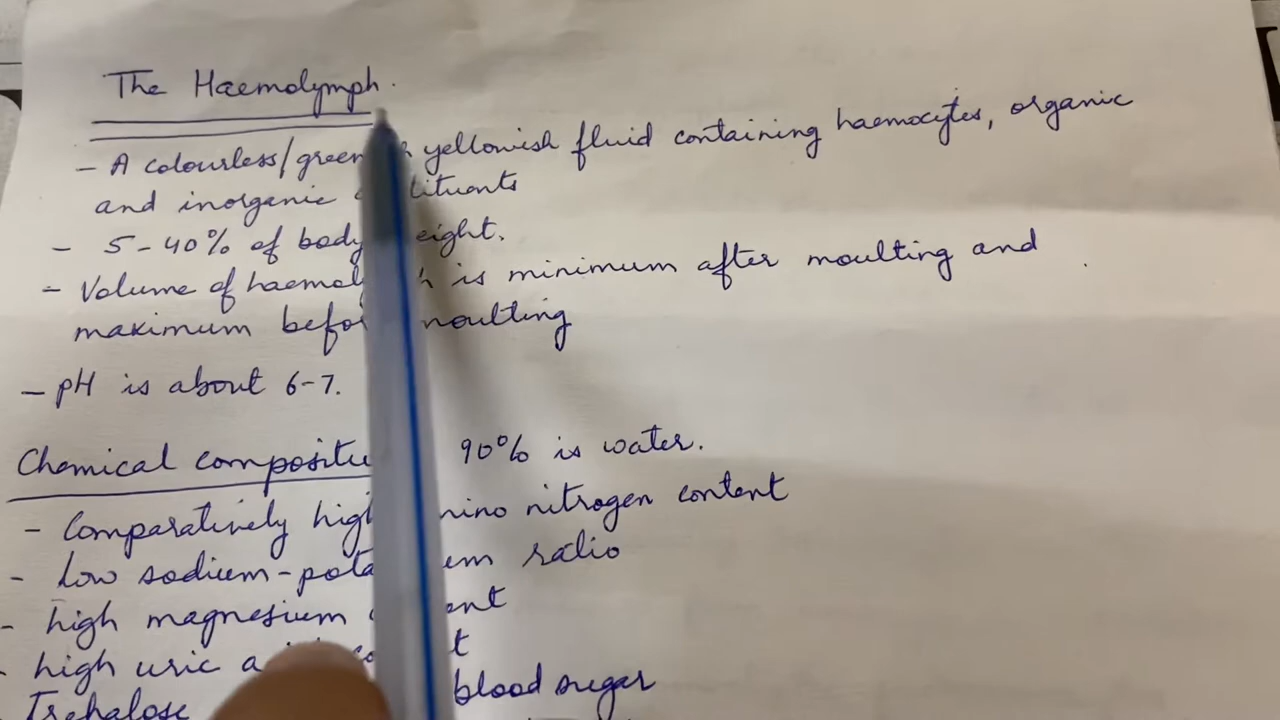 The Haemolymph.
- A colourless/green yellowish fluid containing haemocytes, organic
and inorganic
- 5-40% of body
- Volume of is minimum after moulting and
maximum moulting
- pH is about 6-7.
Chemical 90% is water.
- Comparatively nitrogen content
- Low sodium- ratio
- high magnesium
- high uric
Trehalose blood sugar